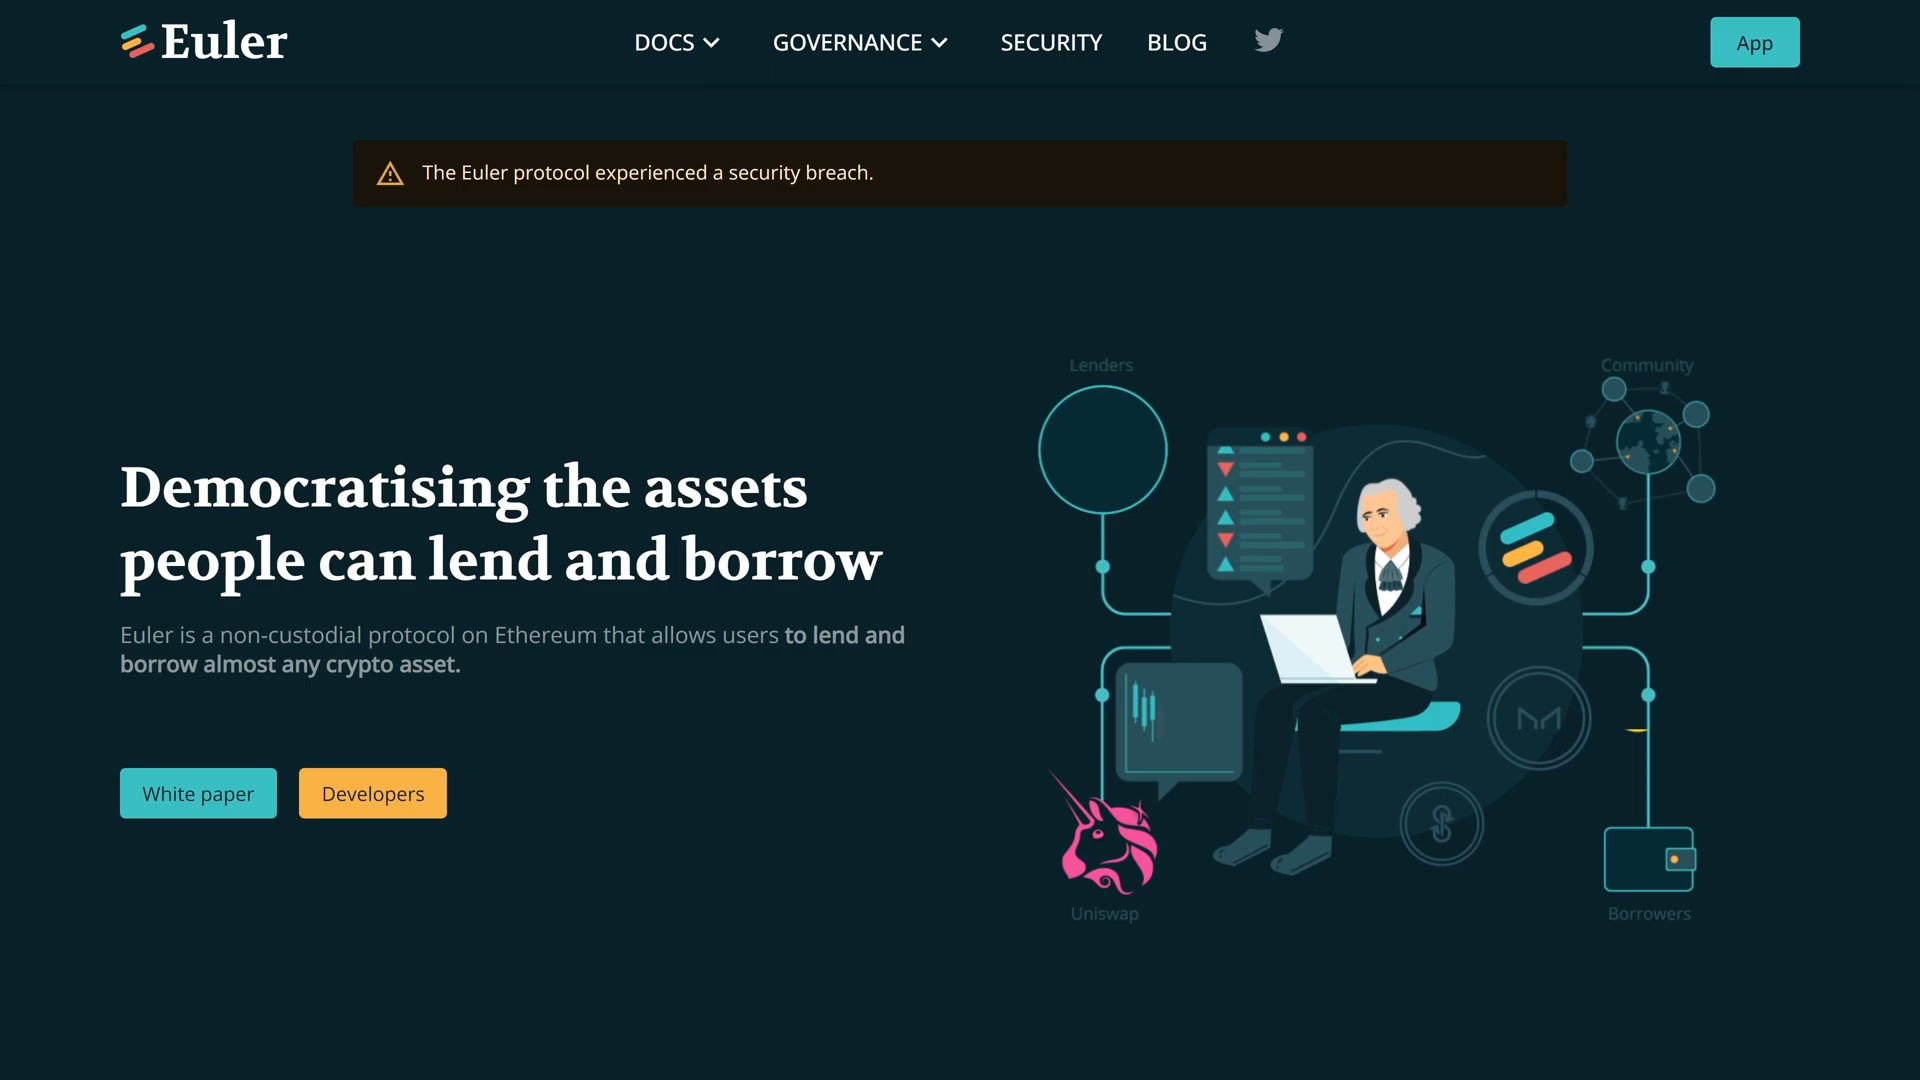 Euler
DOCS
GOVERNANCE
SECURITY
BLOG
App
The Euler protocol experienced a security breach.
Democratising the assets
people can lend and borrow
Euler is a non-custodial protocol on Ethereum that allows users to lend and
borrow almost any crypto asset.
White paper
Developers
Lenders
Community
Uniswap
Borrowers